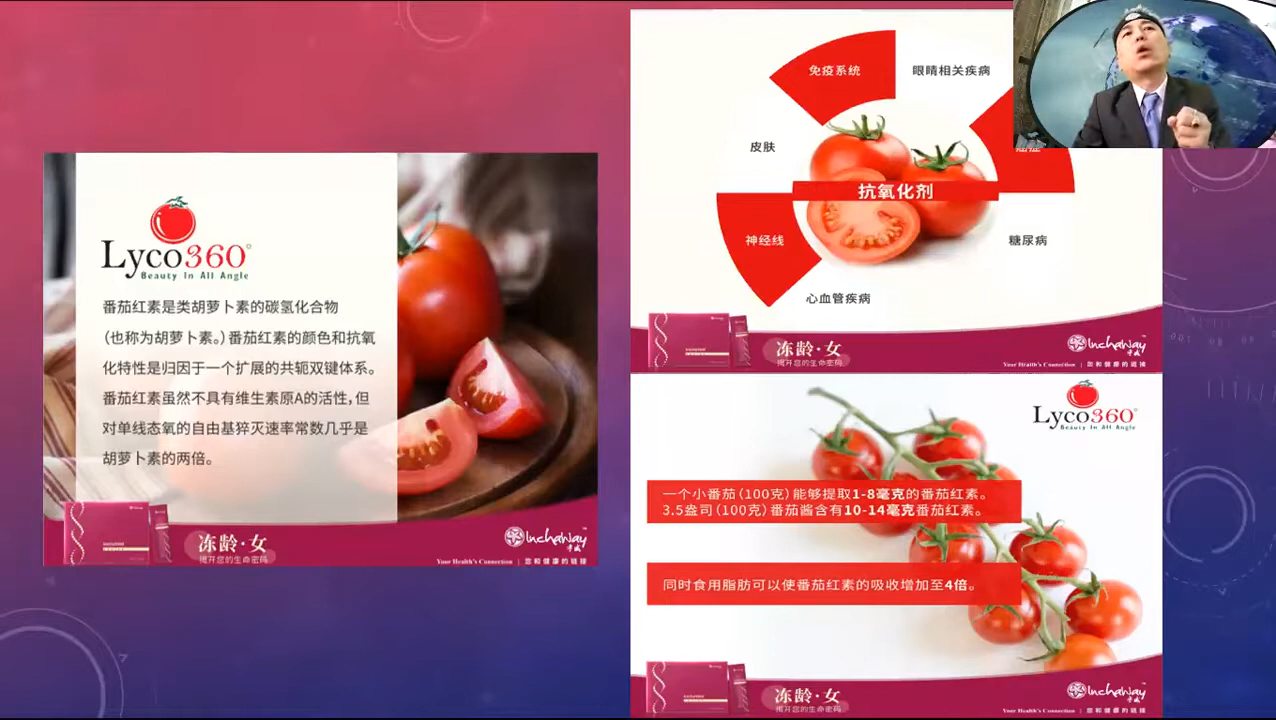 Lyco360
Beauty In All Angle
番茄红素是类胡萝卜素的碳氢化合物
（也称为胡萝卜素。）番茄红素的颜色和抗氧
化特性是归因于一个扩展的共轭双键体系。
番茄红素虽然不具有维生素原A的活性，但
对单线态氧的自由基猝灭速率常数几乎是
胡萝卜素的两倍。
冻龄·女
揭开您的生命密码
Inchaway
Your Health's Connection | 您和健康的链接
免疫系统
眼睛相关疾病
皮肤
抗氧化剂
神经线
糖尿病
心血管疾病
冻龄·女
揭开您的生命密码
Inchaway
Your Health's Connection | 您和健康的链接
Lyco360
Beauty In All Angle
一个小番茄（100克）能够提取1-8毫克的番茄红素。
3.5盎司（100克）番茄酱含有10-14毫克番茄红素。
同时食用脂肪可以使番茄红素的吸收增加至4倍。
冻龄·女
揭开您的生命密码
Inchaway
Your Health's Connection | 您和健康的链接